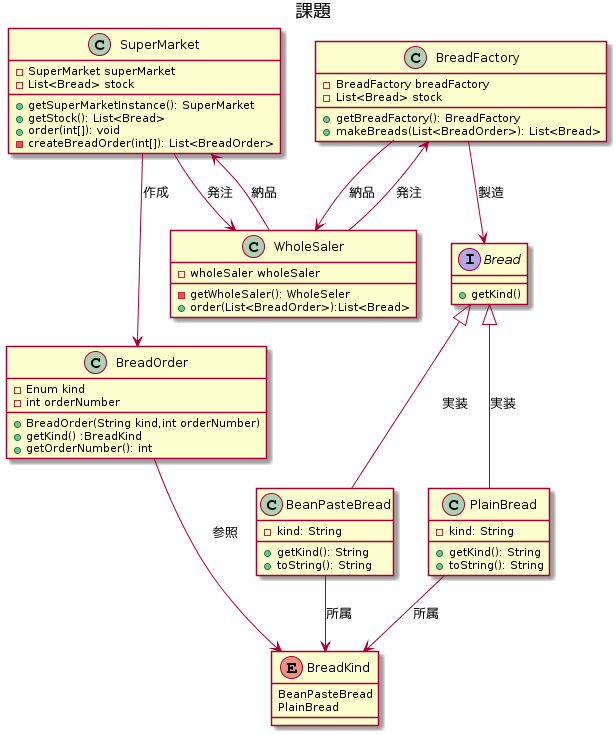 課題
C SuperMarket
SuperMarket superMarket
List<Bread> stock
getSuperMarketInstance(): SuperMarket
getStock(): List<Bread>
order(int[]): void
createBreadOrder(int[]): List<BreadOrder>
C BreadFactory
BreadFactory breadFactory
List<Bread> stock
getBreadFactory(): BreadFactory
makeBreads(List<BreadOrder>): List<Bread>
作成
発注
納品
納品
発注
製造
C WholeSaler
wholeSaler wholeSaler
getWholeSaler(): WholeSeler
order(List<BreadOrder>):List<Bread>
I Bread
getKind()
C BreadOrder
Enum kind
int orderNumber
BreadOrder(String kind,int orderNumber)
getKind() :BreadKind
getOrderNumber(): int
実装
実装
参照
C BeanPasteBread
kind: String
getKind(): String
toString(): String
C PlainBread
kind: String
getKind(): String
toString(): String
所属
所属
E BreadKind
BeanPasteBread
PlainBread